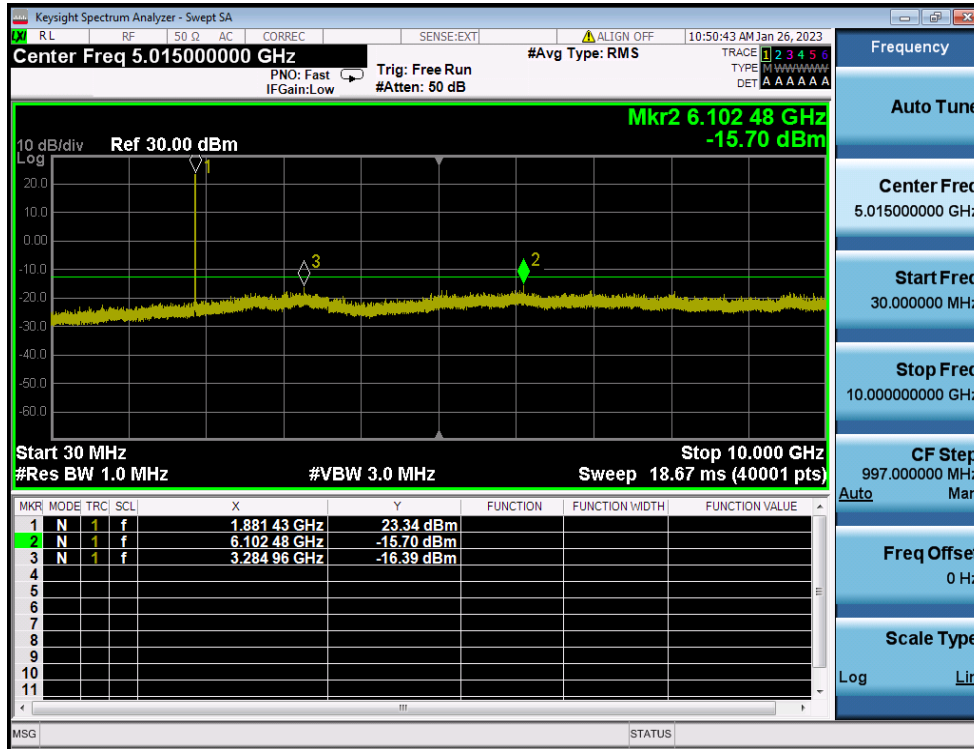 Keysight Spectrum Analyzer - Swept SA
LXI RL RF 50 Ω AC CORREC SENSE:EXT ALIGN OFF 10:50:43 AM Jan 26, 2023
Center Freq 5.015000000 GHz
PNO: Fast
IFGain:Low
Trig: Free Run
#Atten: 50 dB
#Avg Type: RMS
TRACE 1 2 3 4 5 6
TYPE M WWWWW
DET A A A A A A
Mkr2 6.102 48 GHz
-15.70 dBm
10 dB/div
Log
Ref 30.00 dBm
20.0
10.0
0.00
-10.0
-20.0
-30.0
-40.0
-50.0
-60.0
1
3
2
Start 30 MHz
Stop 10.000 GHz
#Res BW 1.0 MHz
#VBW 3.0 MHz
Sweep 18.67 ms (40001 pts)
MKR MODE TRC SCL X Y FUNCTION FUNCTION WIDTH FUNCTION VALUE
1 N 1 f 1.881 43 GHz 23.34 dBm
2 N 1 f 6.102 48 GHz -15.70 dBm
3 N 1 f 3.284 96 GHz -16.39 dBm
4
5
6
7
8
9
10
11
MSG
STATUS
Frequency
Auto Tune
Center Freq
5.015000000 GHz
Start Freq
30.000000 MHz
Stop Freq
10.000000000 GHz
CF Step
997.000000 MHz
Auto Man
Freq Offset
0 Hz
Scale Type
Log Lin